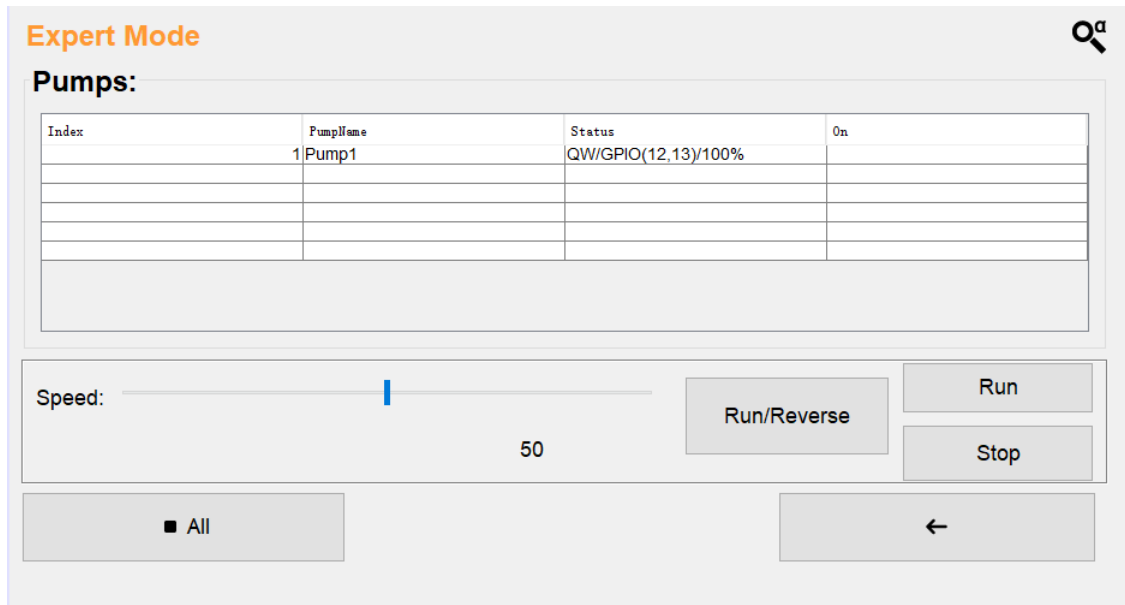 Expert Mode
α
Pumps:
Index PumpName Status On
1 Pump1 QW/GPIO(12,13)/100%
Speed:
50
Run/Reverse
Run
Stop
■ All
←